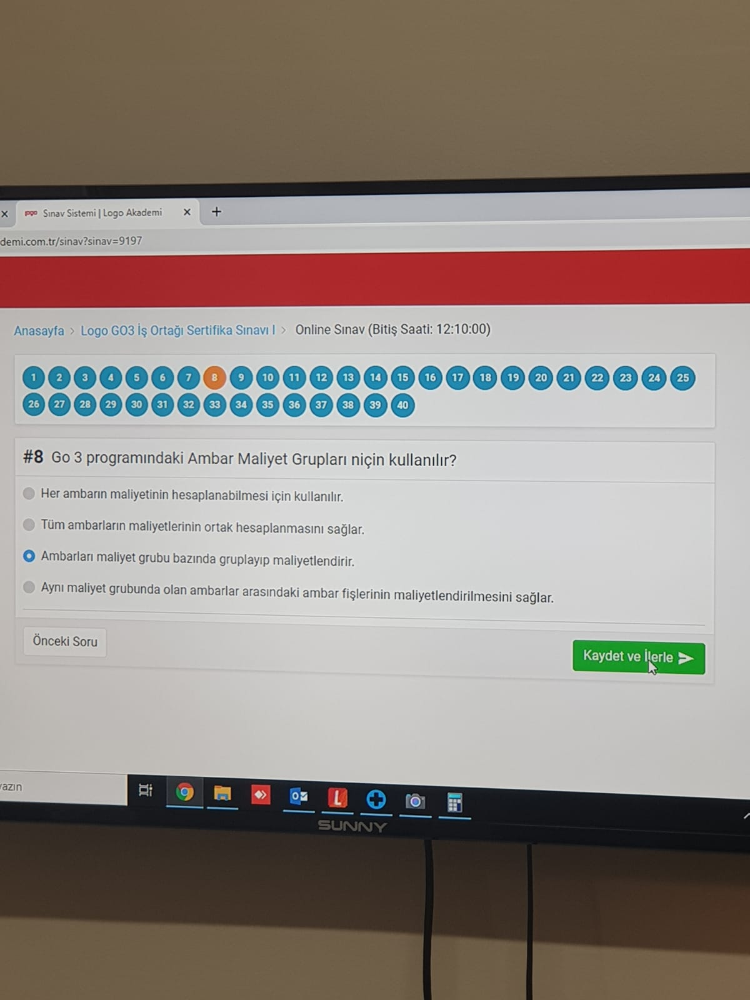 logo Sınav Sistemi | Logo Akademi
demi.com.tr/sinav?sinav=9197
Anasayfa > Logo GO3 İş Ortağı Sertifika Sınavı I > Online Sınav (Bitiş Saati: 12:10:00)
1 2 3 4 5 6 7 8 9 10 11 12 13 14 15 16 17 18 19 20 21 22 23 24 25
26 27 28 29 30 31 32 33 34 35 36 37 38 39 40
#8 Go 3 programındaki Ambar Maliyet Grupları niçin kullanılır?
Her ambarın maliyetinin hesaplanabilmesi için kullanılır.
Tüm ambarların maliyetlerinin ortak hesaplanmasını sağlar.
Ambarları maliyet grubu bazında gruplayıp maliyetlendirir.
Aynı maliyet grubunda olan ambarlar arasındaki ambar fişlerinin maliyetlendirilmesini sağlar.
Önceki Soru
Kaydet ve İlerle
yazın
SUNNY